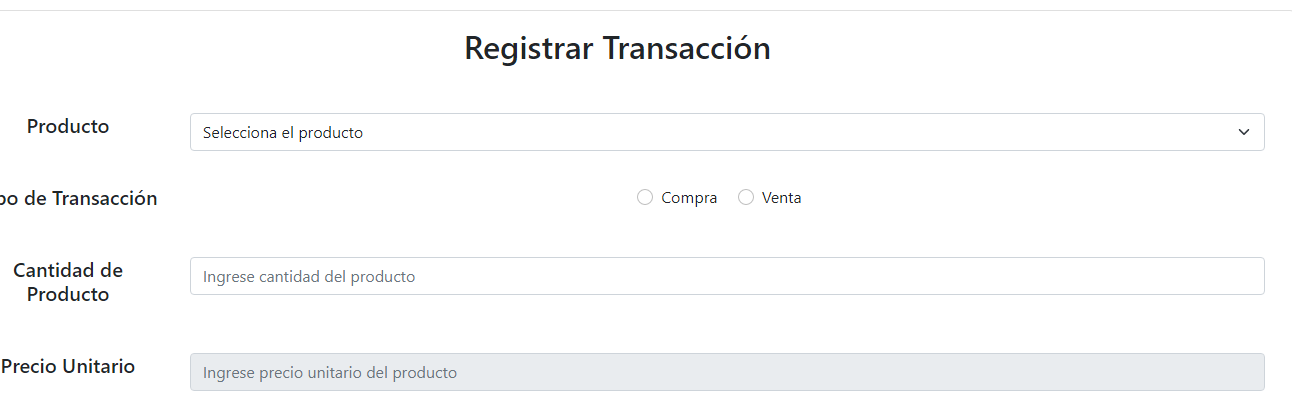 Registrar Transacción
Producto
Selecciona el producto
de Transacción
Compra
Venta
Cantidad de
Producto
Ingrese cantidad del producto
Precio Unitario
Ingrese precio unitario del producto